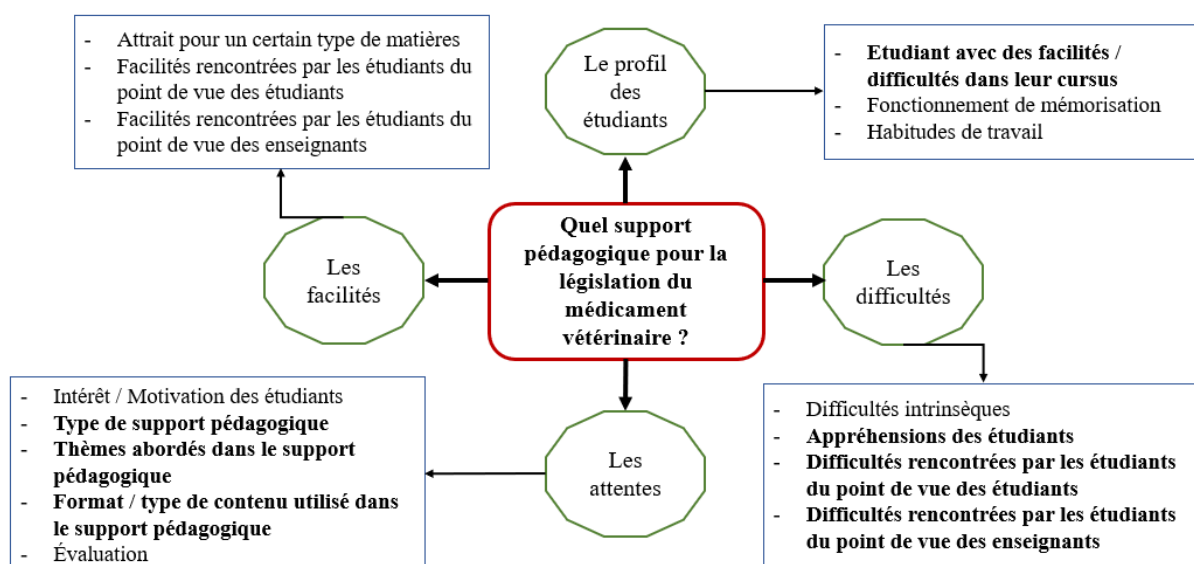 - Attrait pour un certain type de matières
- Facilités rencontrées par les étudiants du
point de vue des étudiants
- Facilités rencontrées par les étudiants du
point de vue des enseignants
Le profil
des
étudiants
- Etudiant avec des facilités /
difficultés dans leur cursus
- Fonctionnement de mémorisation
- Habitudes de travail
Les
facilités
Quel support
pédagogique pour la
législation du
médicament
vétérinaire ?
Les
difficultés
- Intérêt / Motivation des étudiants
- Type de support pédagogique
- Thèmes abordés dans le support
pédagogique
- Format / type de contenu utilisé dans
le support pédagogique
- Évaluation
Les
attentes
- Difficultés intrinsèques
- Appréhensions des étudiants
- Difficultés rencontrées par les étudiants
du point de vue des étudiants
- Difficultés rencontrées par les étudiants
du point de vue des enseignants